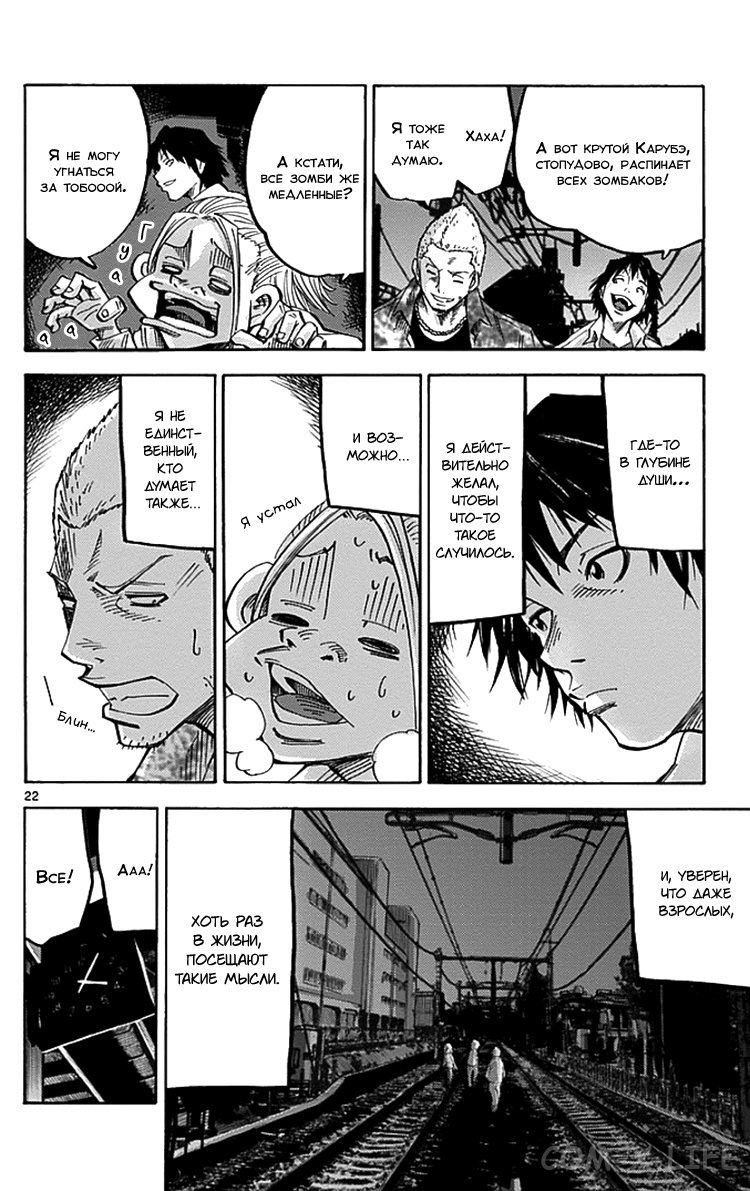 А ВОТ КРУТОЙ КАРУБЭ,
СТОПУДОВО, РАСПИНАЕТ
ВСЕХ ЗОМБАКОВ!
ХАХА!
Я ТОЖЕ
ТАК
ДУМАЮ.
А КСТАТИ,
ВСЕ ЗОМБИ ЖЕ
МЕДЛЕННЫЕ?
Я НЕ МОГУ
УГНАТЬСЯ
ЗА ТОБОООЙ.
Гуааааа
ГДЕ-ТО
В ГЛУБИНЕ
ДУШИ...
Я ДЕЙСТ-
ВИТЕЛЬНО
ЖЕЛАЛ,
ЧТОБЫ
ЧТО-ТО
ТАКОЕ
СЛУЧИЛОСЬ.
И ВОЗ-
МОЖНО...
Я устал
Я НЕ
ЕДИНСТ-
ВЕННЫЙ,
КТО
ДУМАЕТ
ТАКЖЕ...
Блин...
22
И, УВЕРЕН,
ЧТО ДАЖЕ
ВЗРОСЛЫХ,
ХОТЬ РАЗ
В ЖИЗНИ,
ПОСЕЩАЮТ
ТАКИЕ МЫСЛИ.
ААА!
ВСЕ!